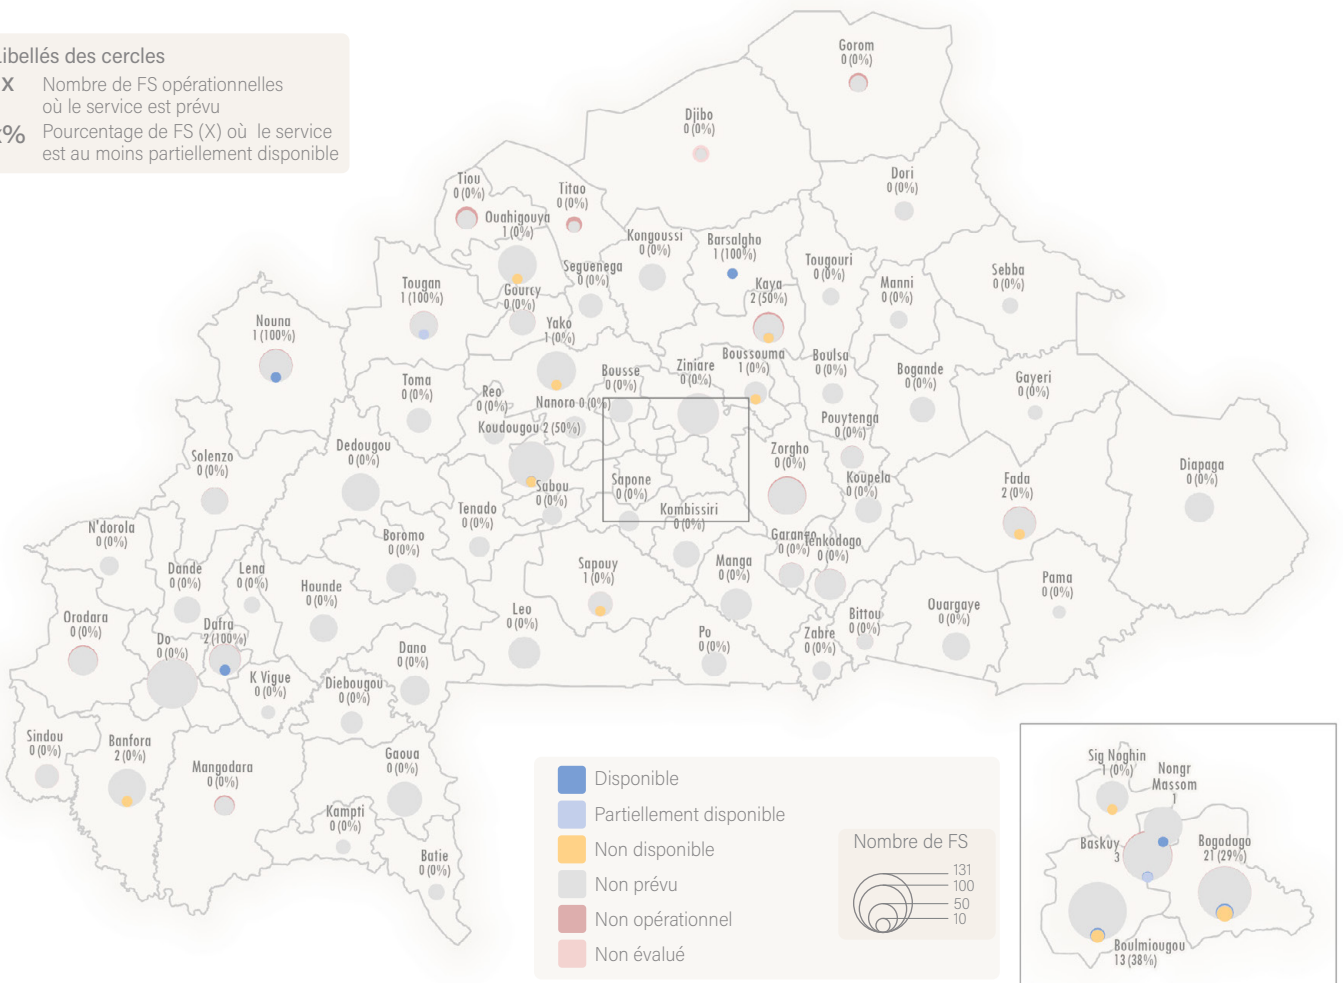 Libellés des cercles
X Nombre de FS opérationnelles
où le service est prévu
% Pourcentage de FS (X) où le service
est au moins partiellement disponible
Gorom
0 (0%)
Djibo
0 (0%)
Dori
0 (0%)
Tiou
0 (0%)
Titao
0 (0%)
Ouahigouya
1 (0%)
Kongoussi
0 (0%)
Barsalgho
1 (100%)
Tougouri
0 (0%)
Sebba
0 (0%)
Seguenega
0 (0%)
Tougan
1 (100%)
Gourcy
0 (0%)
Kaya
2 (50%)
Manni
0 (0%)
Nouna
1 (100%)
Yako
1 (0%)
Boussouma
1 (0%)
Boulsa
0 (0%)
Ziniare
0 (0%)
Bousse
0 (0%)
Bogande
0 (0%)
Gayeri
0 (0%)
Toma
0 (0%)
Reo
0 (0%)
Nanoro 0 (0%)
Koudougou 2 (50%)
Pouytenga
0 (0%)
Dedougou
0 (0%)
Solenzo
0 (0%)
Zorgho
0 (0%)
Diapaga
0 (0%)
Sapone
0 (0%)
Koupela
0 (0%)
Fada
2 (0%)
Sabou
0 (0%)
Tenado
0 (0%)
Kombissiri
0 (0%)
N'dorola
0 (0%)
Boromo
0 (0%)
Garango
0 (0%)
Tenkodogo
0 (0%)
Dande
0 (0%)
Lena
0 (0%)
Sapouy
1 (0%)
Manga
0 (0%)
Hounde
0 (0%)
Pama
0 (0%)
Orodara
0 (0%)
Dafra
2 (100%)
Leo
0 (0%)
Bittou
0 (0%)
Ouargaye
0 (0%)
Do
0 (0%)
Po
0 (0%)
Zabre
0 (0%)
Dano
0 (0%)
K Vigue
0 (0%)
Diebougou
0 (0%)
Sindou
0 (0%)
Banfora
2 (0%)
Gaoua
0 (0%)
Mangodara
0 (0%)
Kampti
0 (0%)
Batie
0 (0%)
Disponible
Partiellement disponible
Non disponible
Non prévu
Non opérationnel
Non évalué
Nombre de FS
131
100
50
10
Sig Noghin
1 (0%)
Nongr
Massom
1
Baskuy
3
Bogodogo
21 (29%)
Boulmiougou
13 (38%)